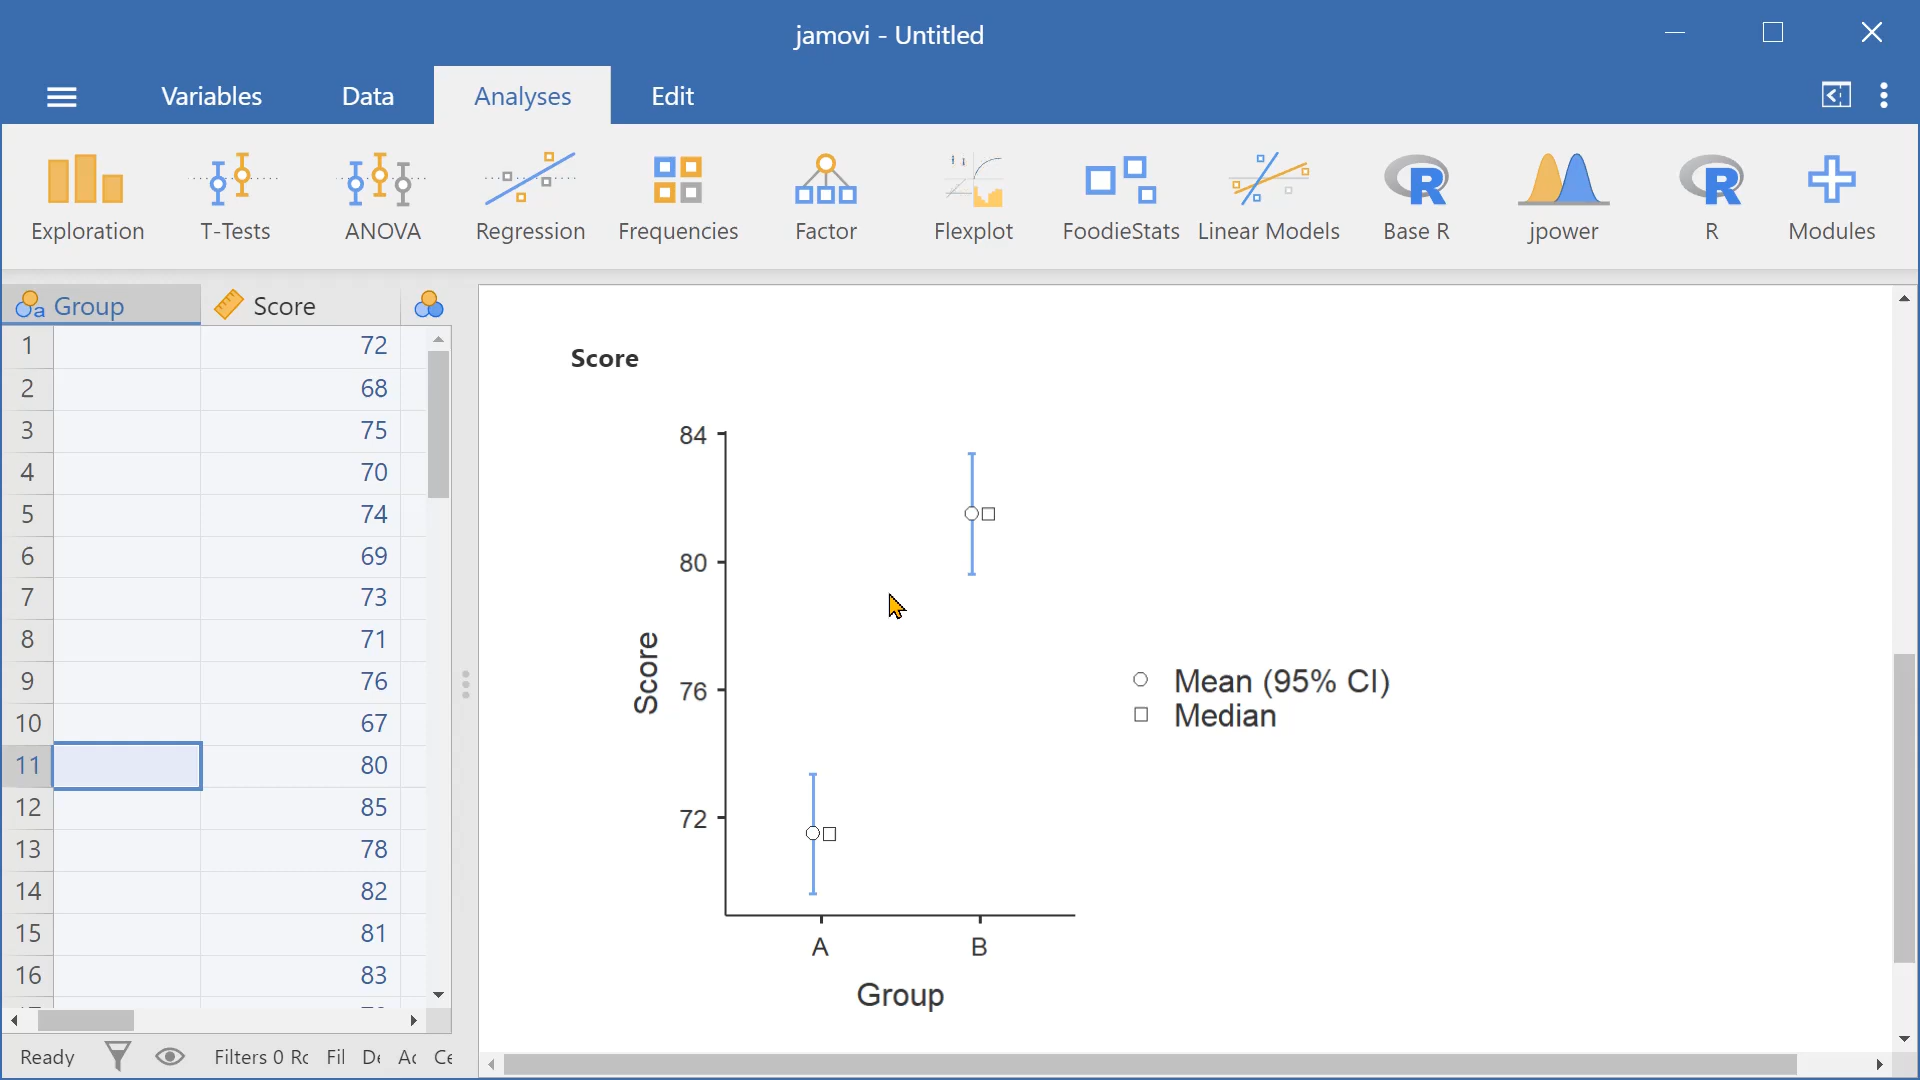 jamovi - Untitled
Variables Data Analyses Edit
Exploration T-Tests ANOVA Regression Frequencies Factor Flexplot FoodieStats Linear Models Base R jpower R Modules
Group Score
1 72
2 68
3 75
4 70
5 74
6 69
7 73
8 71
9 76
10 67
11 80
12 85
13 78
14 82
15 81
16 83
Ready Filters 0 Rc Fil De Ac Ce
Score
84
80
76
72
Score
A B
Group
Mean (95% CI)
Median